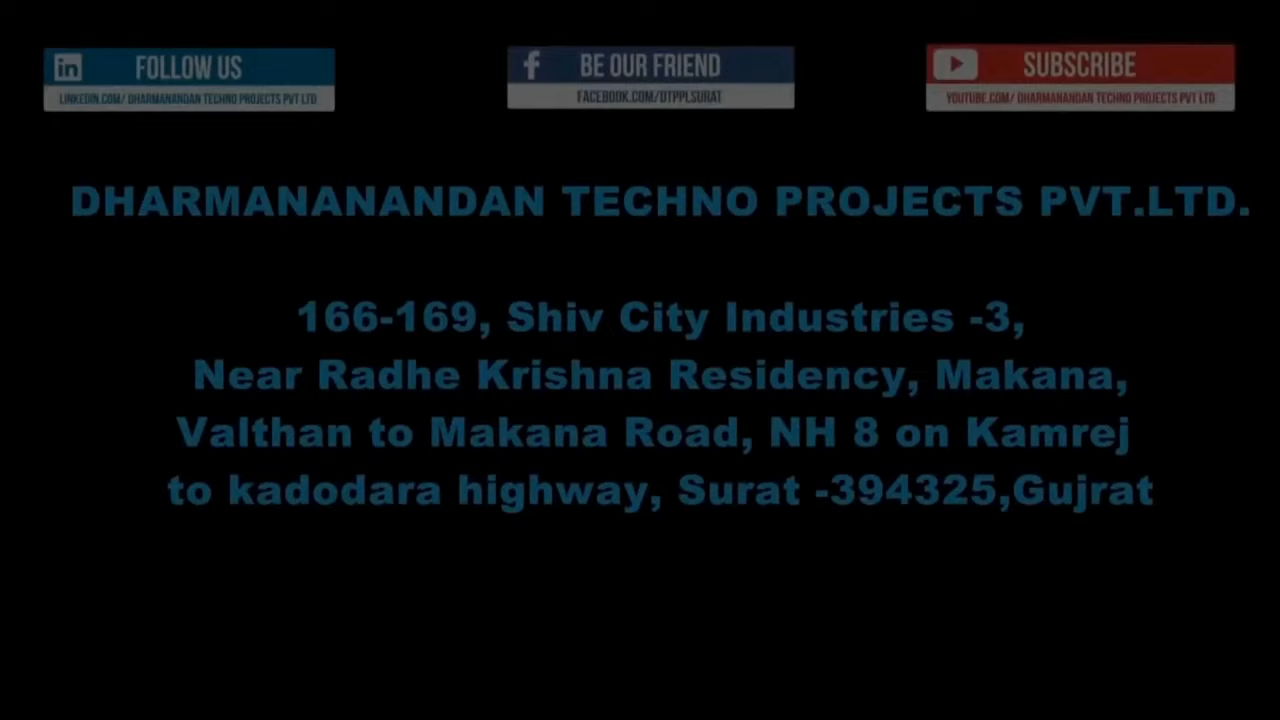 FOLLOW US
LINKEDIN.COM/ DHARMANANDAN TECHNO PROJECTS PVT LTD
BE OUR FRIEND
FACEBOOK.COM/DTPPLSURAT
SUBSCRIBE
YOUTUBE.COM/ DHARMANANDAN TECHNO PROJECTS PVT LTD
DHARMANANANDAN TECHNO PROJECTS PVT.LTD.
166-169, Shiv City Industries -3,
Near Radhe Krishna Residency, Makana,
Valthan to Makana Road, NH 8 on Kamrej
to kadodara highway, Surat -394325,Gujrat